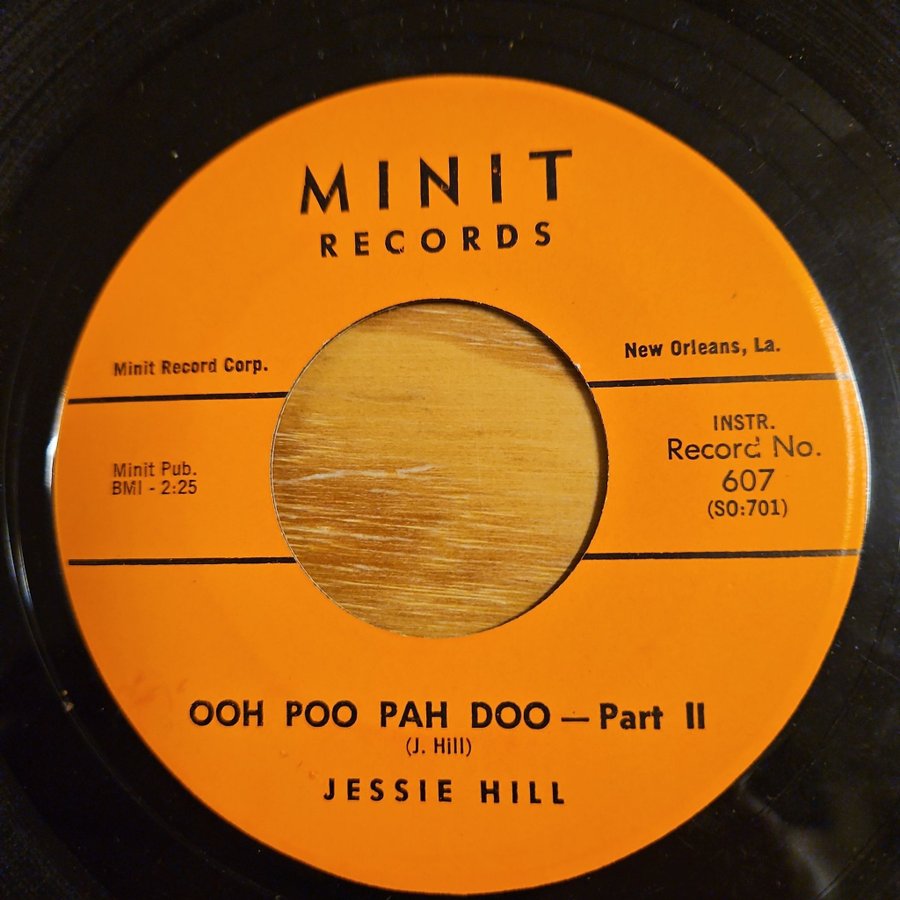 MINIT
RECORDS
Minit Record Corp.
New Orleans, La.
Minit Pub.
BMI - 2:25
INSTR.
Record No.
607
(SO:701)
OOH POO PAH DOO — Part II
(J. Hill)
JESSIE HILL